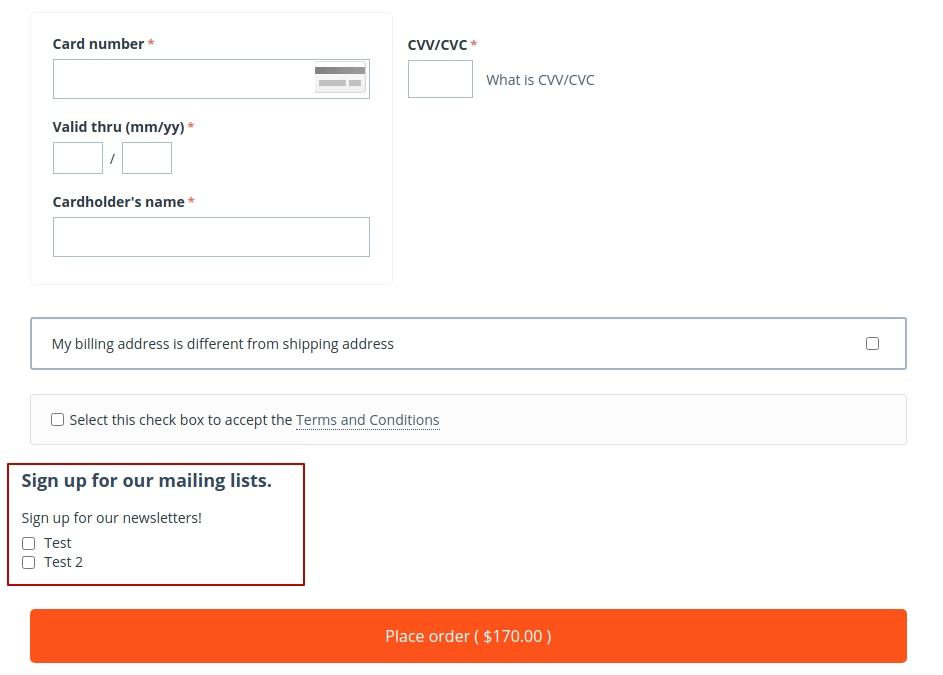 Card number *
CVV/CVC *
What is CVV/CVC
Valid thru (mm/yy) *
/
Cardholder's name *
My billing address is different from shipping address
Select this check box to accept the Terms and Conditions
Sign up for our mailing lists.
Sign up for our newsletters!
Test
Test 2
Place order ( $170.00 )